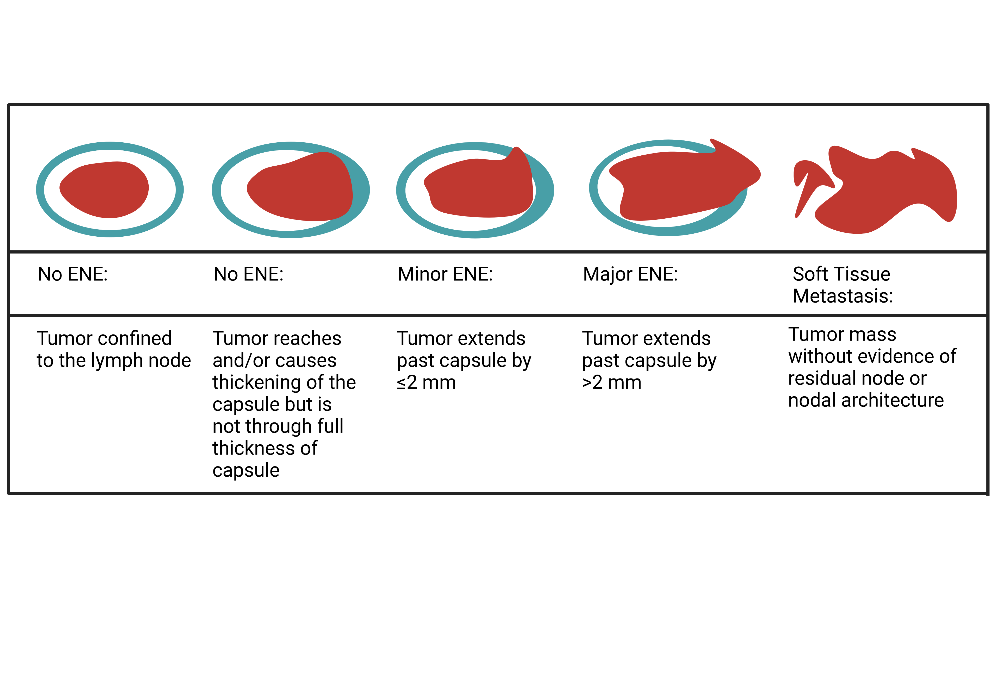 No ENE:
No ENE:
Minor ENE:
Major ENE:
Soft Tissue
Metastasis:
Tumor confined
to the lymph node
Tumor reaches
and/or causes
thickening of the
capsule but is
not through full
thickness of
capsule
Tumor extends
past capsule by
≤2 mm
Tumor extends
past capsule by
>2 mm
Tumor mass
without evidence of
residual node or
nodal architecture